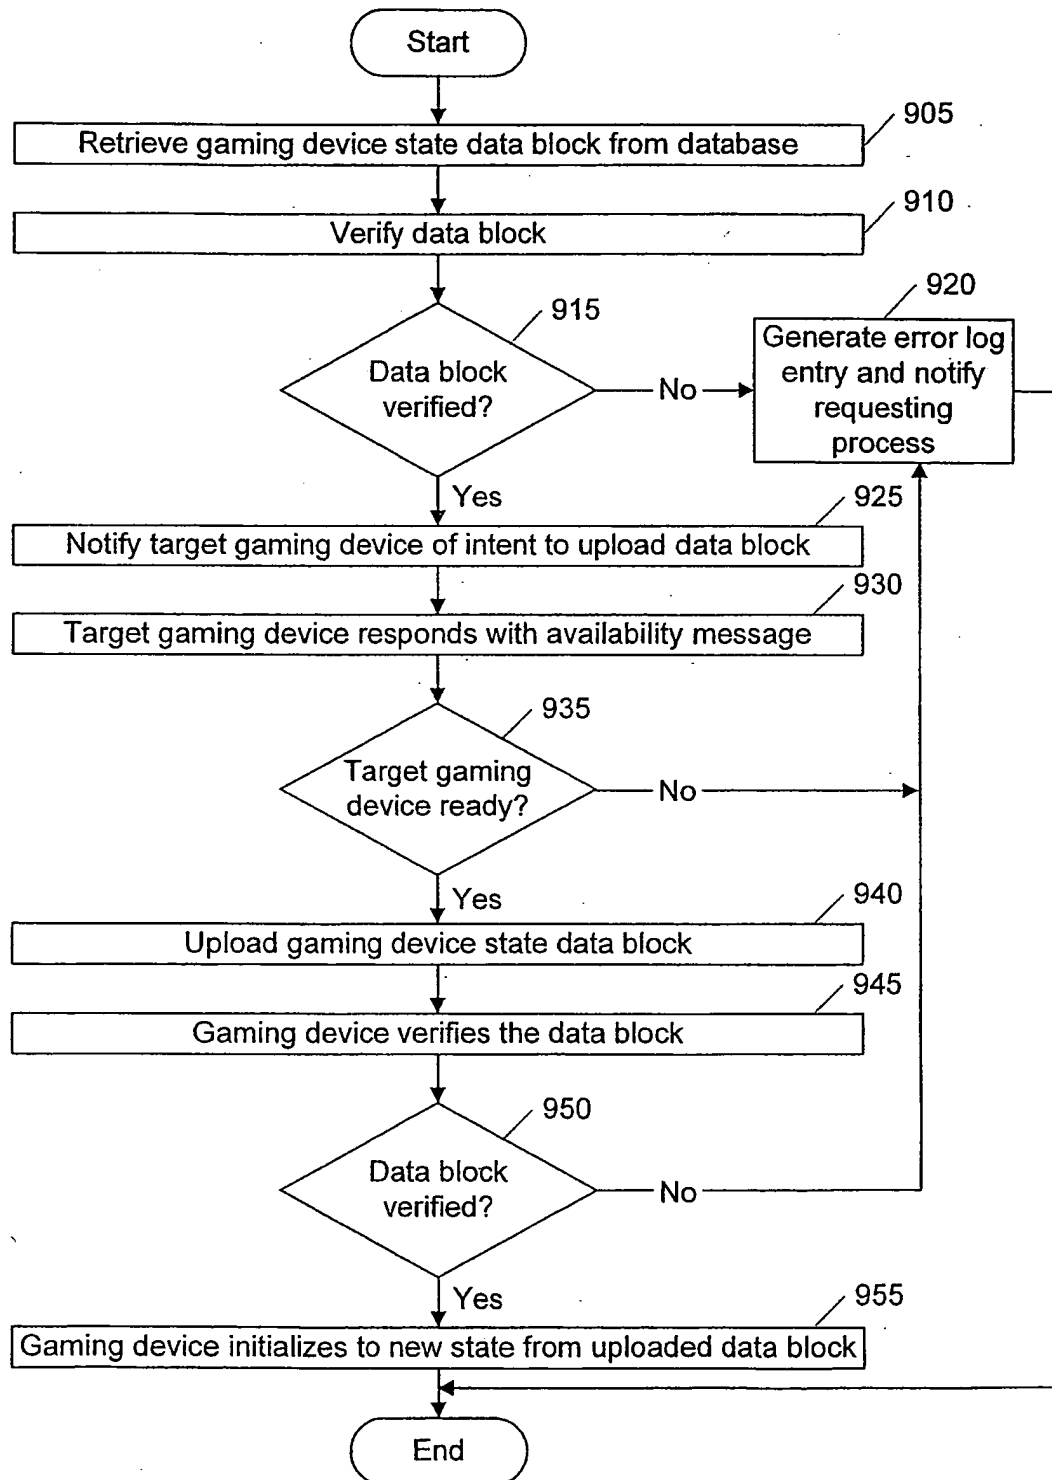 Start
905
Retrieve gaming device state data block from database
910
Verify data block
915
Data block
verified?
No
920
Generate error log
entry and notify
requesting
process
Yes
925
Notify target gaming device of intent to upload data block
930
Target gaming device responds with availability message
935
Target gaming
device ready?
No
Yes
940
Upload gaming device state data block
945
Gaming device verifies the data block
950
Data block
verified?
No
Yes
955
Gaming device initializes to new state from uploaded data block
End